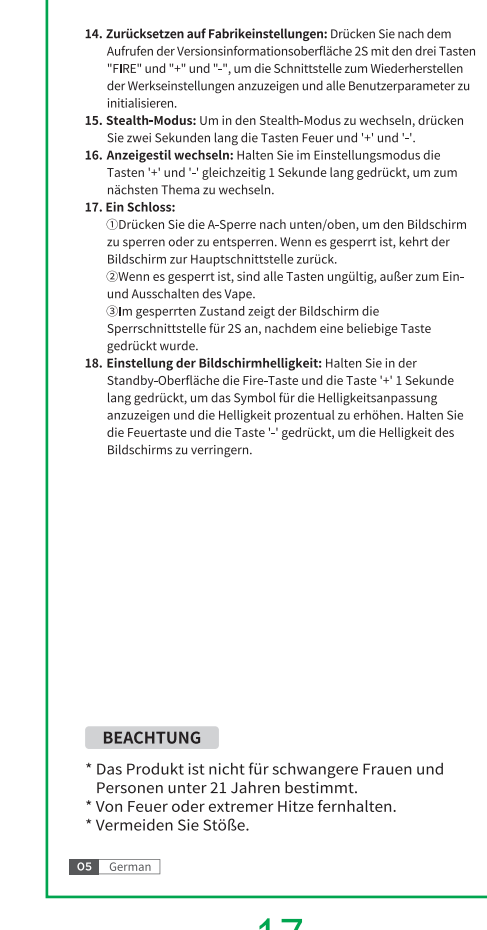 14. Zurücksetzen auf Fabrikeinstellungen: Drücken Sie nach dem
Aufrufen der Versionsinformationsoberfläche 2S mit den drei Tasten
"FIRE" und "+" und "-", um die Schnittstelle zum Wiederherstellen
der Werkseinstellungen anzuzeigen und alle Benutzerparameter zu
initialisieren.
15. Stealth-Modus: Um in den Stealth-Modus zu wechseln, drücken
Sie zwei Sekunden lang die Tasten Feuer und '+' und '-'.
16. Anzeigestil wechseln: Halten Sie im Einstellungsmodus die
Tasten '+' und '-' gleichzeitig 1 Sekunde lang gedrückt, um zum
nächsten Thema zu wechseln.
17. Ein Schloss:
①Drücken Sie die A-Sperre nach unten/oben, um den Bildschirm
zu sperren oder zu entsperren. Wenn es gesperrt ist, kehrt der
Bildschirm zur Hauptschnittstelle zurück.
②Wenn es gesperrt ist, sind alle Tasten ungültig, außer zum Ein-
und Ausschalten des Vape.
③Im gesperrten Zustand zeigt der Bildschirm die
Sperrschnittstelle für 2S an, nachdem eine beliebige Taste
gedrückt wurde.
18. Einstellung der Bildschirmhelligkeit: Halten Sie in der
Standby-Oberfläche die Fire-Taste und die Taste '+' 1 Sekunde
lang gedrückt, um das Symbol für die Helligkeitsanpassung
anzuzeigen und die Helligkeit prozentual zu erhöhen. Halten Sie
die Feuertaste und die Taste '-' gedrückt, um die Helligkeit des
Bildschirms zu verringern.
BEACHTUNG
* Das Produkt ist nicht für schwangere Frauen und
Personen unter 21 Jahren bestimmt.
* Von Feuer oder extremer Hitze fernhalten.
* Vermeiden Sie Stöße.
05 German
17